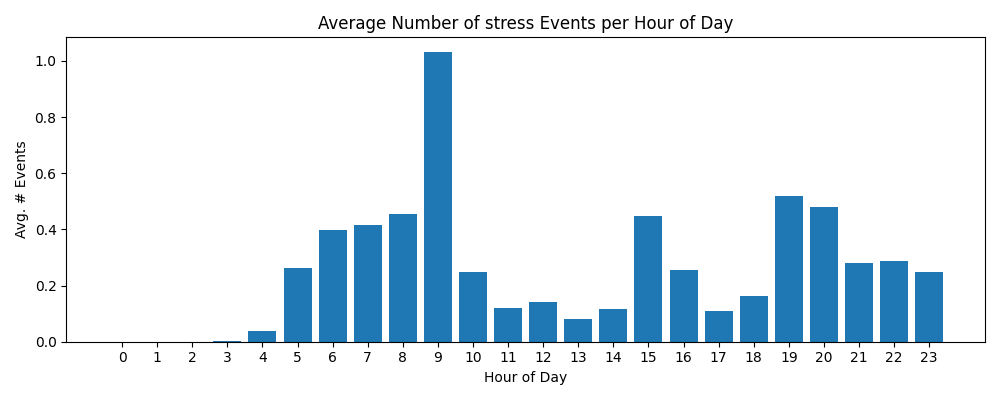 Average Number of stress Events per Hour of Day
Avg. # Events
1.0
0.8
0.6
0.4
0.2
0.0
0 1 2 3 4 5 6 7 8 9 10 11 12 13 14 15 16 17 18 19 20 21 22 23
Hour of Day